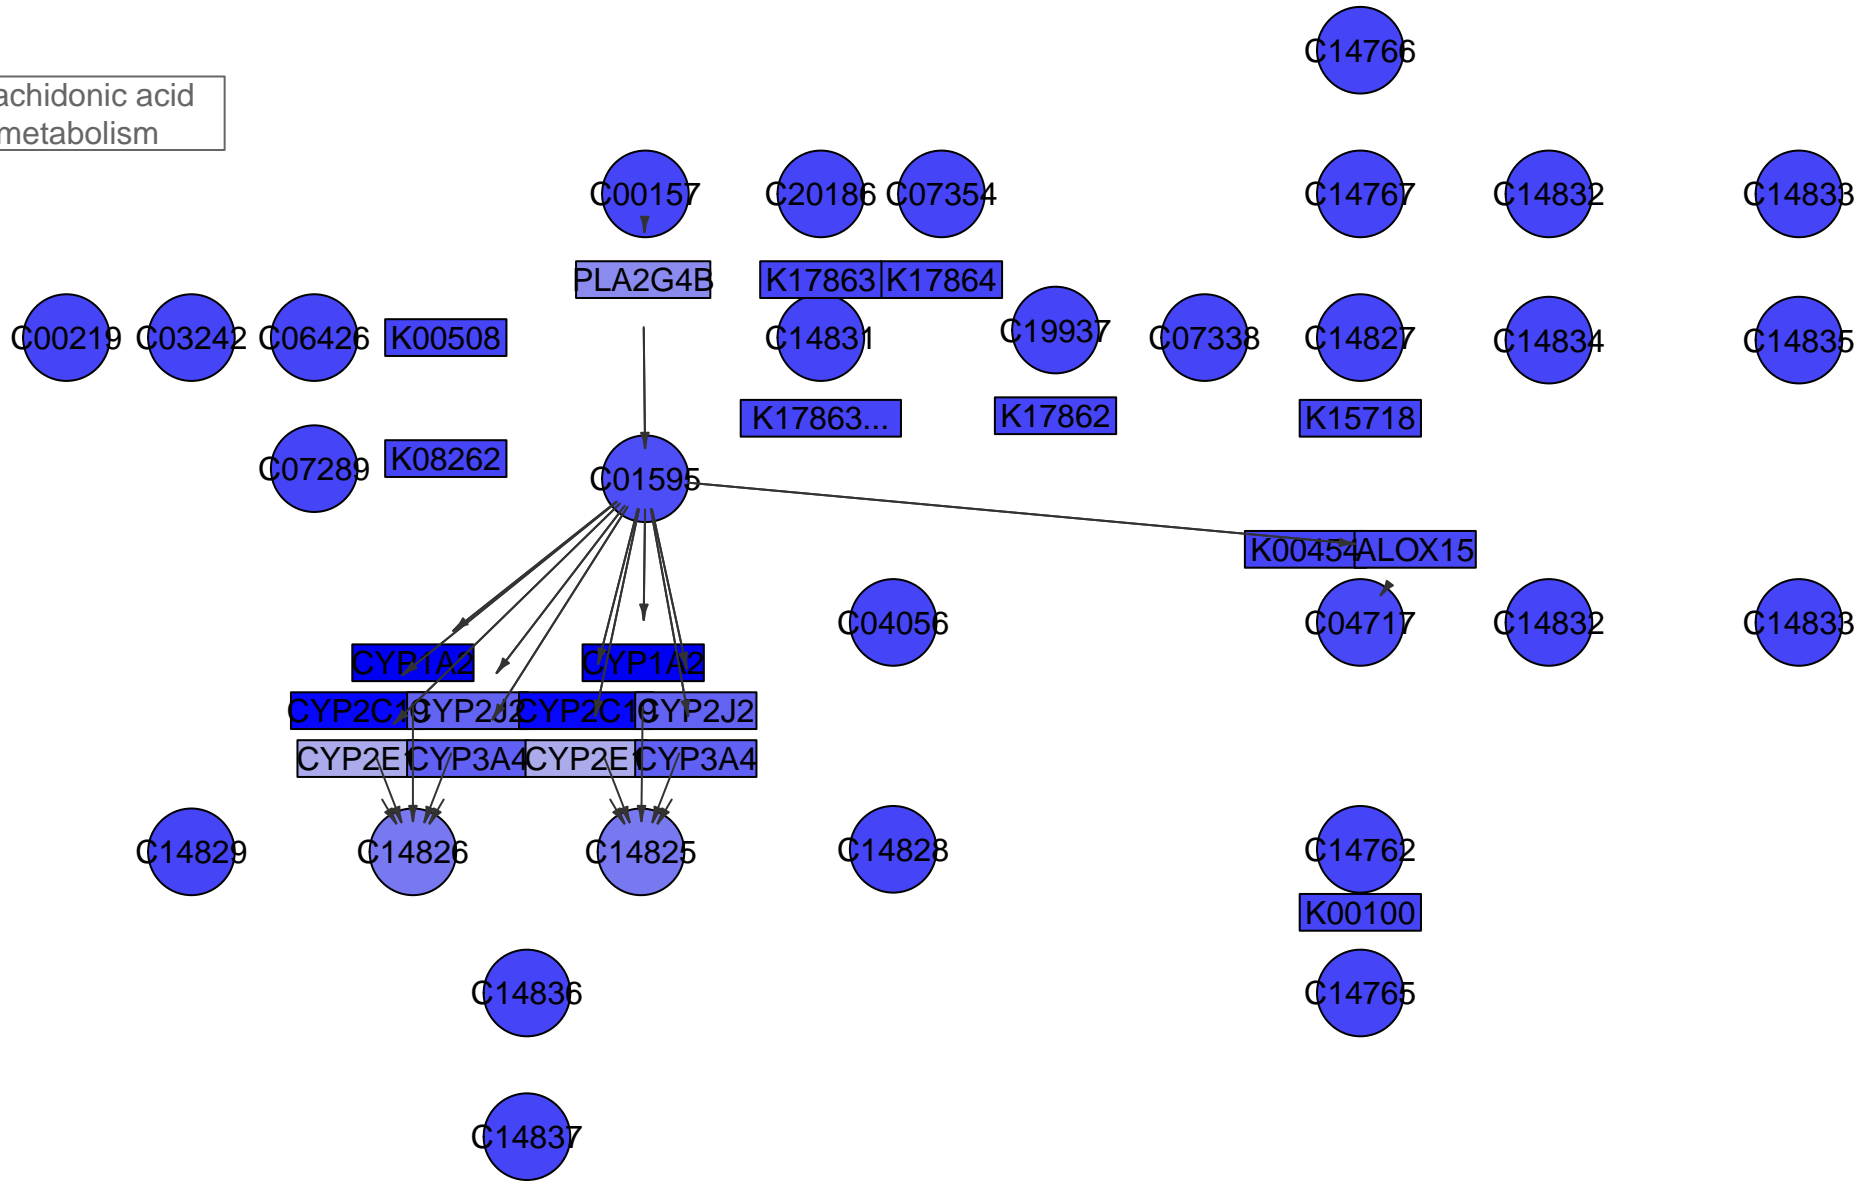 C14766
achidonic acid
metabolism
C00157
C20186
C07354
C14767
C14832
C14833
PLA2G4B
K17863
K17864
C00219
C03242
C06426
K00508
C14831
C19937
C07338
C14827
C14834
C14835
K17863...
K17862
K15718
C07289
K08262
C01595
K00454
ALOX15
C04056
C04717
C14832
C14833
CYP1A2
CYP1A2
CYP2C19
CYP2J2
CYP2C19
CYP2J2
CYP2E1
CYP3A4
CYP2E1
CYP3A4
C14829
C14826
C14825
C14828
C14762
K00100
C14836
C14765
C14837